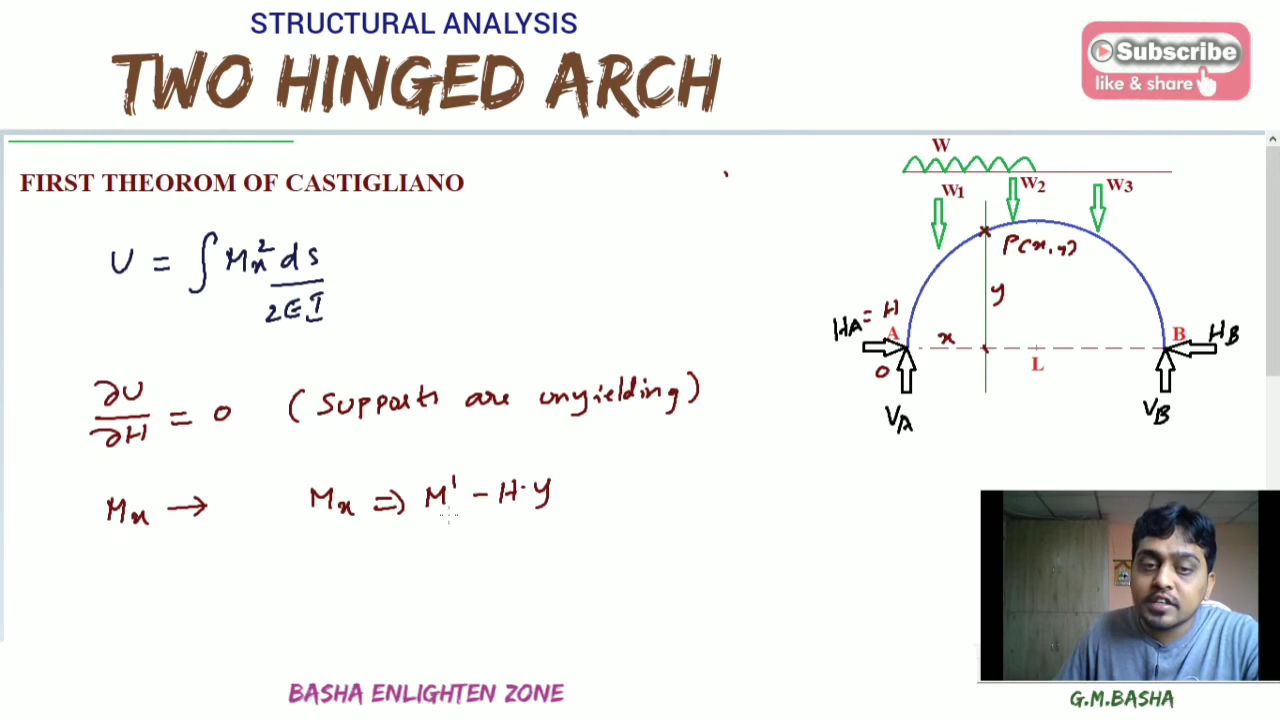 STRUCTURAL ANALYSIS
TWO HINGED ARCH
Subscribe
like & share
FIRST THEOROM OF CASTIGLIANO
U = ∫ Mx² ds / 2EI
∂U / ∂H = 0 (Supports are unyielding)
Mx → Mx ⇒ M' - H·y
W
W1
W2
W3
P(x,y)
y
HA = H
A
x
B
HB
L
O
VA
VB
BASHA ENLIGHTEN ZONE
G.M.BASHA